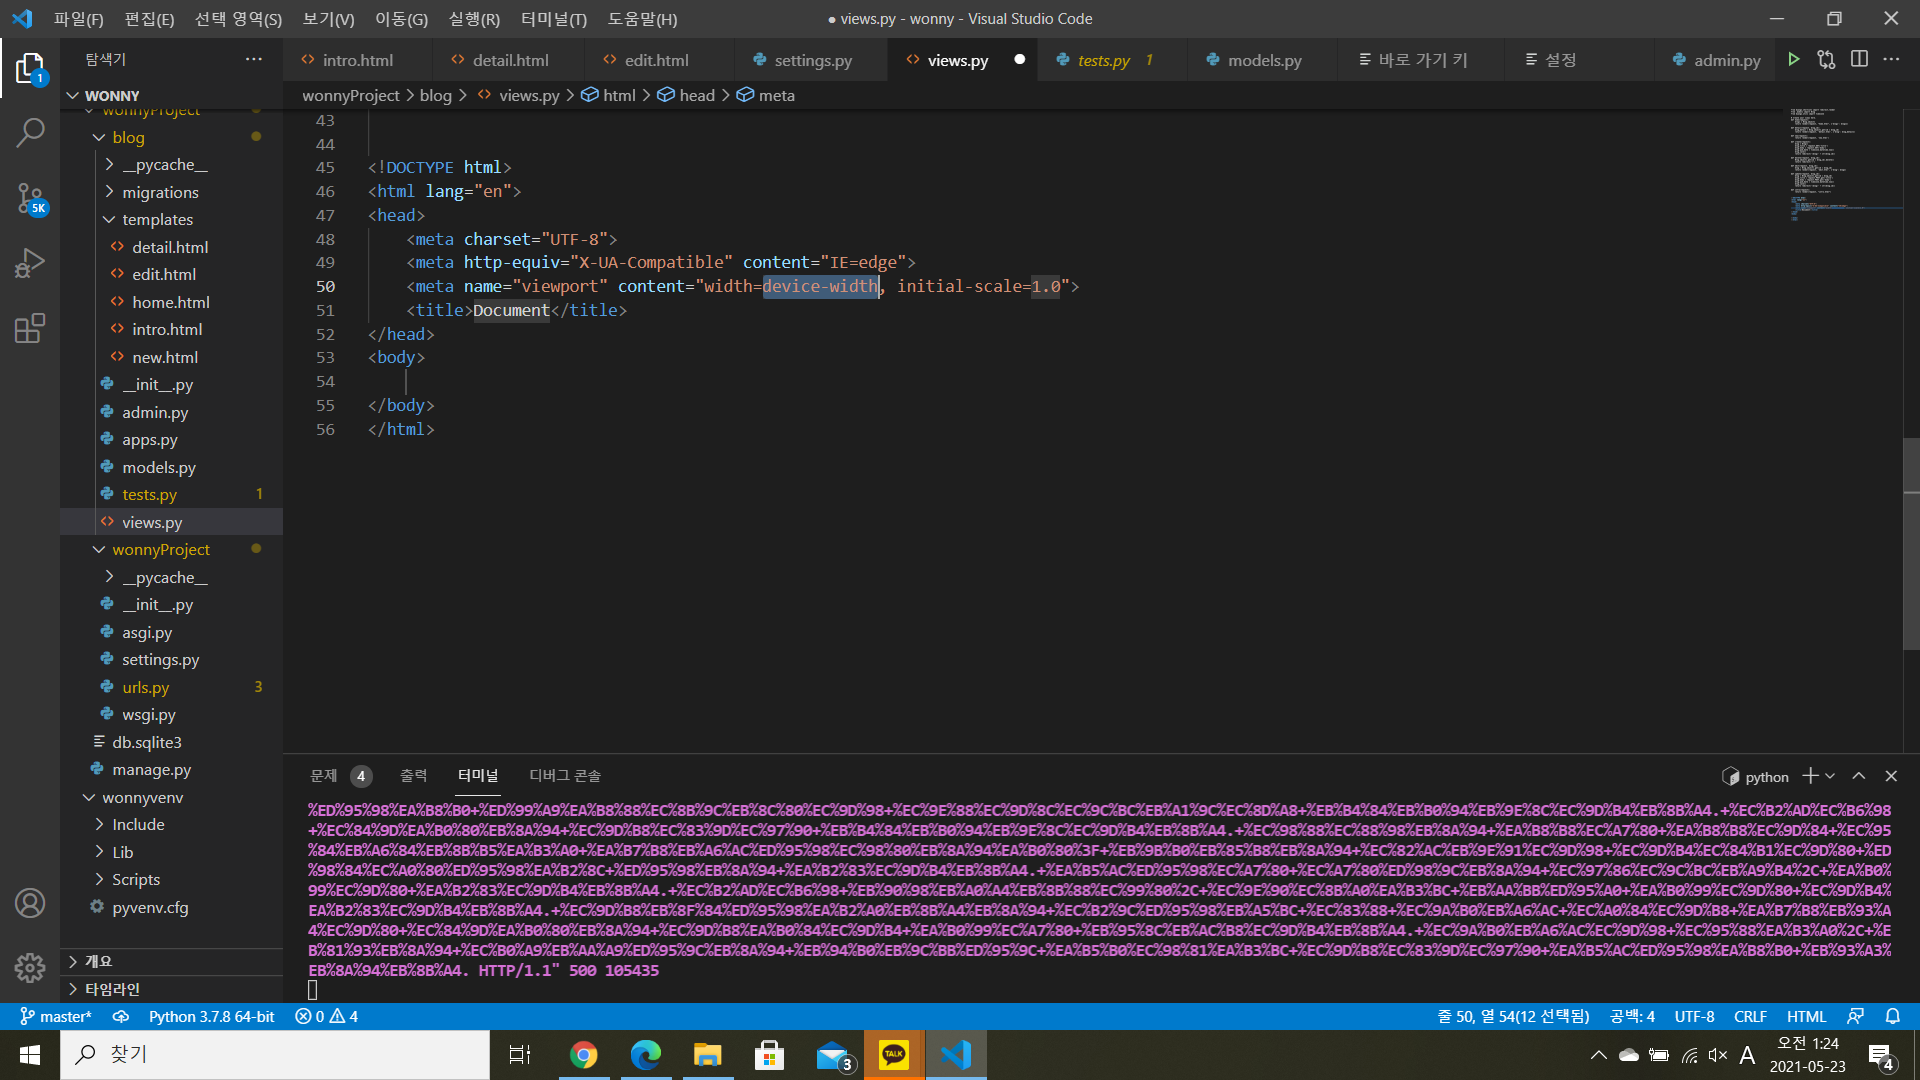 파일(F) 편집(E) 선택 영역(S) 보기(V) 이동(G) 실행(R) 터미널(T) 도움말(H)
● views.py - wonny - Visual Studio Code
탐색기
intro.html
detail.html
edit.html
settings.py
views.py
tests.py 1
models.py
바로 가기 키
설정
admin.py
wonnyProject > blog > views.py > html > head > meta
1
5K
WONNY
wonnyProject
blog
__pycache__
migrations
templates
detail.html
edit.html
home.html
intro.html
new.html
__init__.py
admin.py
apps.py
models.py
tests.py 1
views.py
wonnyProject
__pycache__
__init__.py
asgi.py
settings.py
urls.py 3
wsgi.py
db.sqlite3
manage.py
wonnyvenv
Include
Lib
Scripts
pyvenv.cfg
개요
타임라인
43
44
45 <!DOCTYPE html>
46 <html lang="en">
47 <head>
48 <meta charset="UTF-8">
49 <meta http-equiv="X-UA-Compatible" content="IE=edge">
50 <meta name="viewport" content="width=device-width, initial-scale=1.0">
51 <title>Document</title>
52 </head>
53 <body>
54
55 </body>
56 </html>
문제 4 출력 터미널 디버그 콘솔
python
%ED%95%98%EA%B8%B0+%ED%99%A9%EA%B8%88%EC%8B%9C%EB%8C%80%EC%9D%98+%EC%9E%88%EC%9D%8C%EC%9C%BC%EB%A1%9C%EC%8D%A8+%EB%B4%84%EB%B0%94%EB%9E%8C%EC%9D%B4%EB%8B%A4.+%EC%B2%AD%EC%B6%98
+%EC%84%9D%EA%B0%80%EB%8A%94+%EC%9D%B8%EC%83%9D%EC%97%90+%EB%B4%84%EB%B0%94%EB%9E%8C%EC%9D%B4%EB%8B%A4.+%EC%98%88%EC%88%98%EB%8A%94+%EA%B8%B8%EC%A7%80+%EA%B8%B8%EC%9D%84+%EC%95
%84%EB%A6%84%EB%8B%B5%EA%B3%A0+%EA%B7%B8%EB%A6%AC%ED%95%98%EC%98%80%EB%8A%94%EA%B0%80%3F+%EB%9B%B0%EB%85%B8%EB%8A%94+%EC%82%AC%EB%9E%91%EC%9D%98+%EC%9D%B4%EC%84%B1%EC%9D%80+%ED
%98%84%EC%A0%80%ED%95%98%EA%B2%8C+%ED%95%98%EB%8A%94+%EA%B2%83%EC%9D%B4%EB%8B%A4.+%EA%B5%AC%ED%95%98%EC%A7%80+%EC%A7%80%ED%98%9C%EB%8A%94+%EC%97%86%EC%9C%BC%EB%A9%B4%2C+%EA%B0%
99%EC%9D%80+%EA%B2%83%EC%9D%B4%EB%8B%A4.+%EC%B2%AD%EC%B6%98+%EB%90%98%EB%A0%A4%EB%8B%88%EC%99%80%2C+%EC%9E%90%EC%8B%A0%EA%B3%BC+%EB%AA%BB%ED%95%A0+%EA%B0%99%EC%9D%80+%EC%9D%B4+%
EA%B2%83%EC%9D%B4%EB%8B%A4.+%EC%9D%B8%EB%8F%84%ED%95%98%EA%B2%A0%EB%8B%A4%EB%8A%94+%EC%B2%9C%ED%95%98%EB%A5%BC+%EC%83%88+%EC%9A%B0%EB%A6%AC+%EC%A0%84%EC%9D%B8+%EA%B7%B8%EB%93%A
4%EC%9D%80+%EC%84%9D%EA%B0%80%EB%8A%94+%EC%9D%B8%EA%B0%84%EC%9D%B4+%EA%B0%99%EC%A7%80+%EB%95%8C%EB%AC%B8%EC%9D%B4%EB%8B%A4.+%EC%9A%B0%EB%A6%AC%EC%9D%98+%EC%95%88%EA%B3%A0%2C+%E
B%81%93%EB%8A%94+%EC%B0%A9%EB%AA%A9%ED%95%9C%EB%8A%94+%EB%94%B0%EB%9C%BB%ED%95%9C+%EA%B5%B0%EC%98%81%EA%B3%BC+%EC%9D%B8%EC%83%9D%EC%97%90+%EA%B5%AC%ED%95%98%EA%B8%B0+%EB%93%A3%
EB%8A%94%EB%8B%A4. HTTP/1.1" 500 105435
master* Python 3.7.8 64-bit 0 4
줄 50, 열 54(12 선택됨) 공백: 4 UTF-8 CRLF HTML
찾기
TALK
3
A
오전 1:24
2021-05-23
4